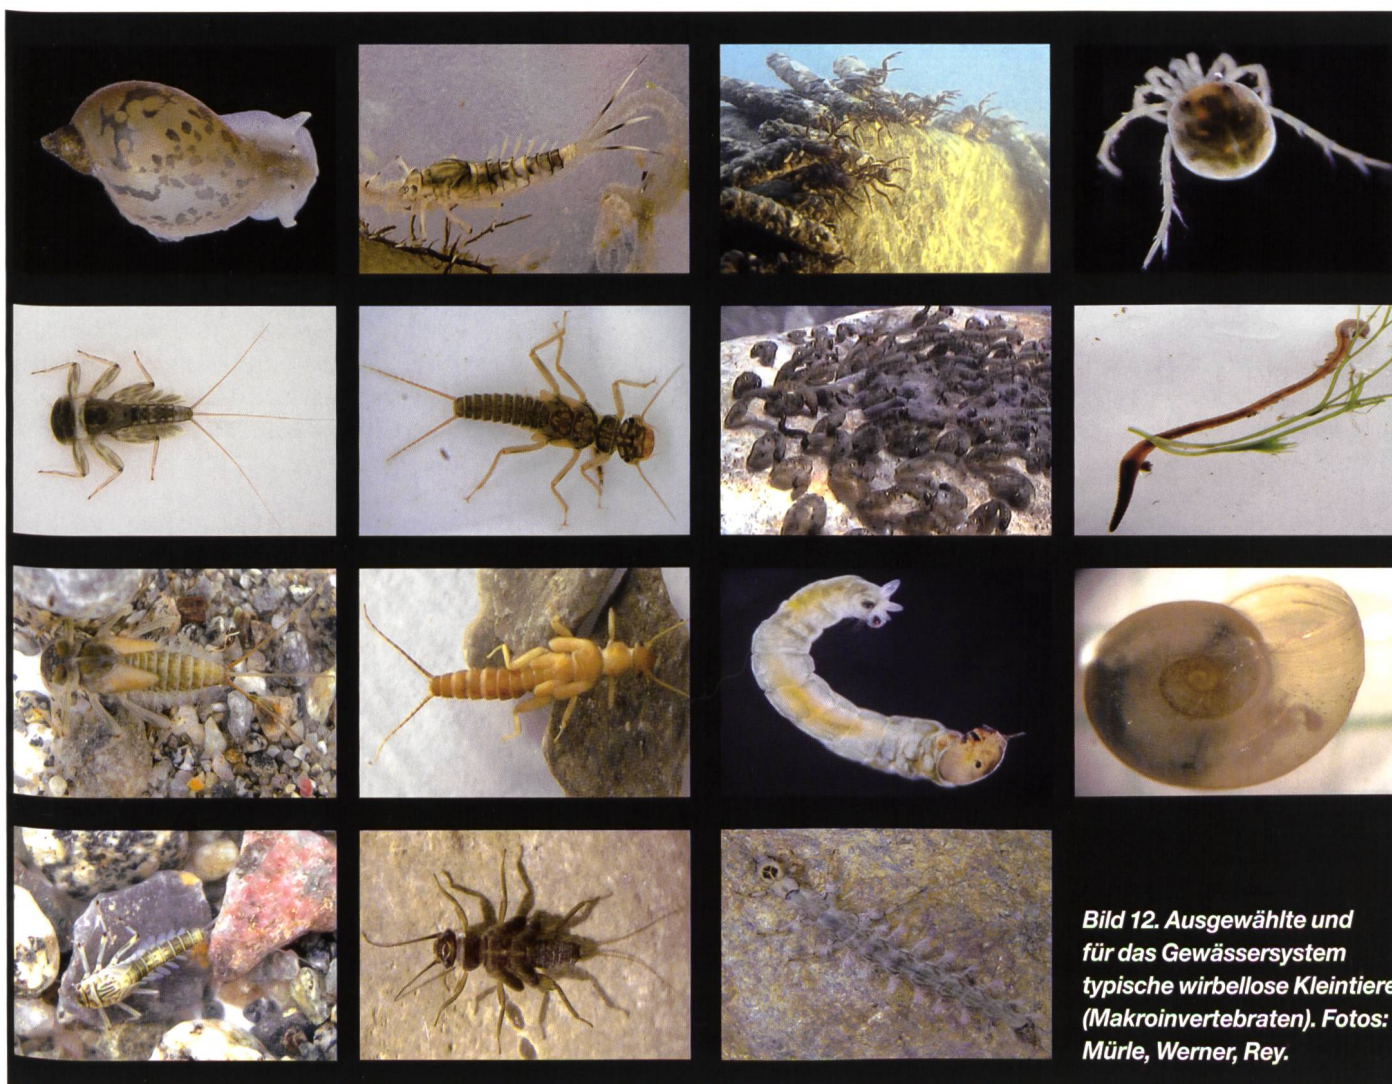 Bild 12. Ausgewählte und
für das Gewässersystem
typische wirbellose Kleintiere
(Makroinvertebraten). Fotos:
Mürle, Werner, Rey.